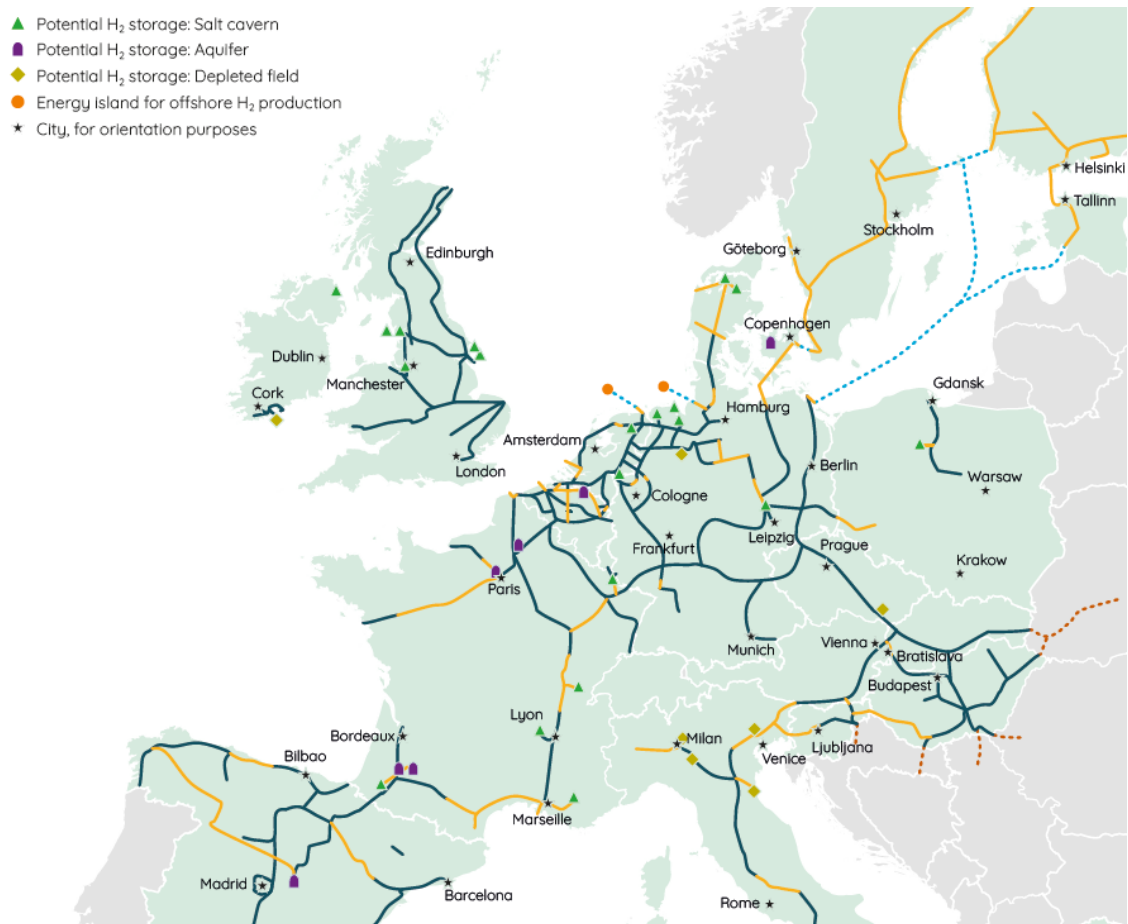 Potential H₂ storage: Salt cavern
Potential H₂ storage: Aquifer
Potential H₂ storage: Depleted field
Energy island for offshore H₂ production
City, for orientation purposes
Helsinki
Tallinn
Stockholm
Göteborg
Edinburgh
Copenhagen
Dublin
Manchester
Cork
Gdansk
Hamburg
Amsterdam
London
Berlin
Warsaw
Cologne
Leipzig
Frankfurt
Prague
Krakow
Paris
Munich
Vienna
Bratislava
Budapest
Lyon
Bordeaux
Milan
Venice
Ljubljana
Bilbao
Marseille
Madrid
Barcelona
Rome